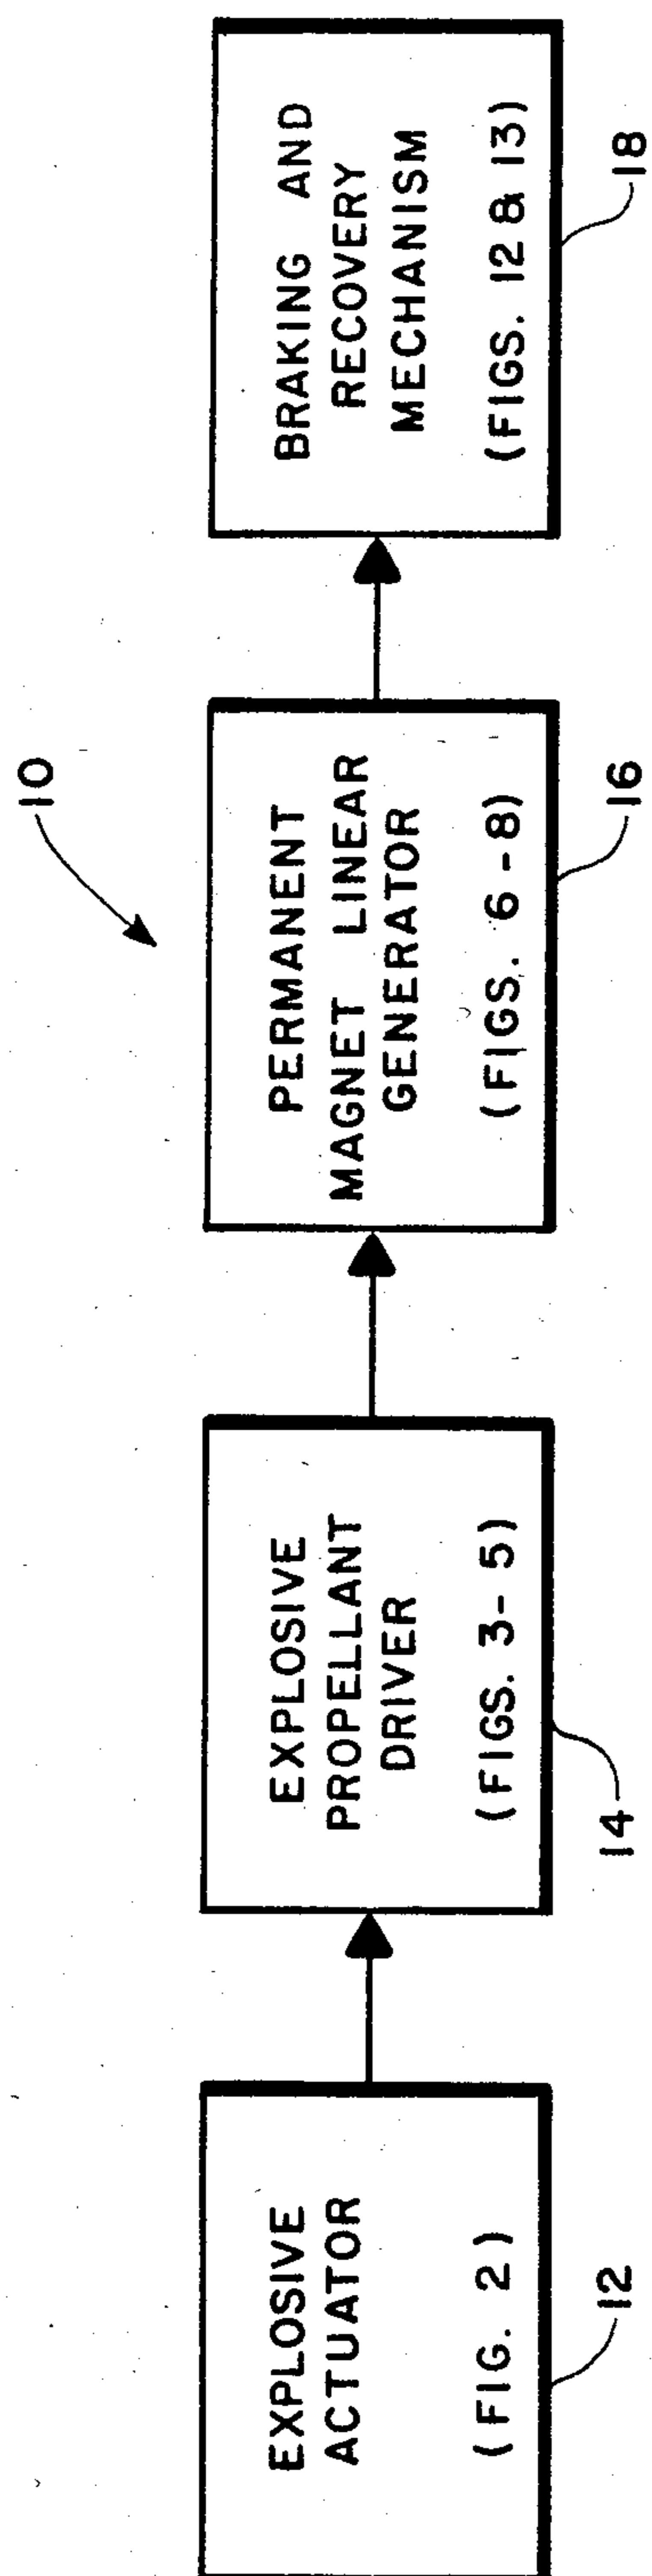 10
EXPLOSIVE
ACTUATOR
(FIG. 2)
12
EXPLOSIVE
PROPELLANT
DRIVER
(FIGS. 3-5)
14
PERMANENT
MAGNET LINEAR
GENERATOR
(FIGS. 6-8)
16
BRAKING AND
RECOVERY
MECHANISM
(FIGS. 12 & 13)
18